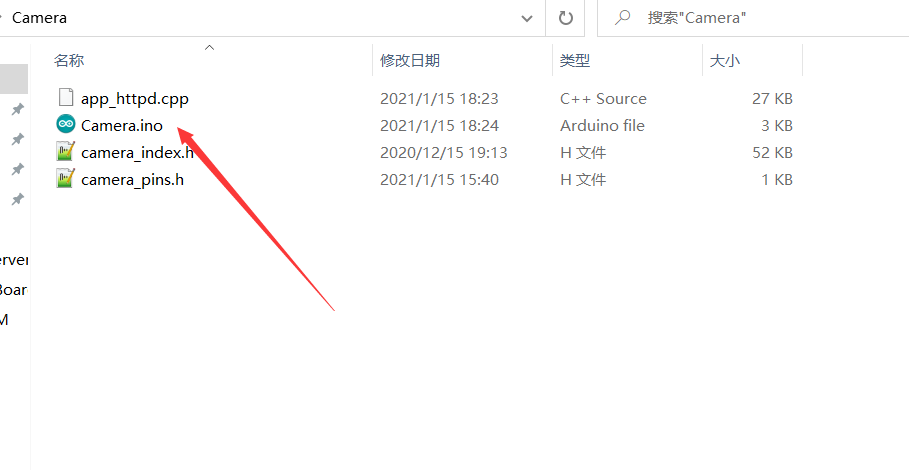 Camera
搜索"Camera"
名称 修改日期 类型 大小
app_httpd.cpp 2021/1/15 18:23 C++ Source 27 KB
Camera.ino 2021/1/15 18:24 Arduino file 3 KB
camera_index.h 2020/12/15 19:13 H 文件 52 KB
camera_pins.h 2021/1/15 15:40 H 文件 1 KB
erver
Boar
M